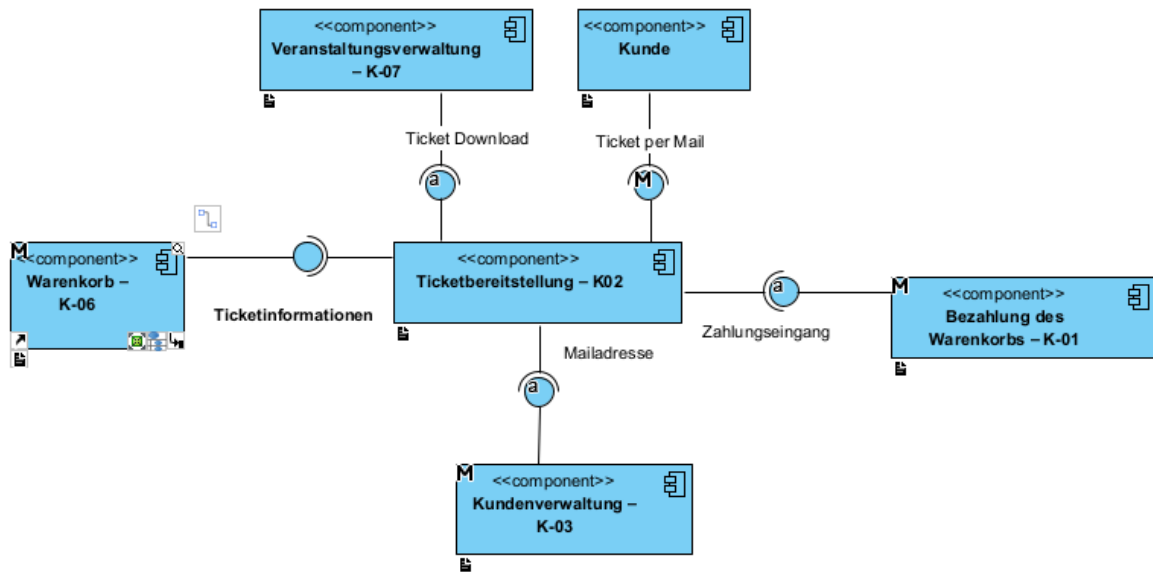 <<component>>
Veranstaltungsverwaltung
– K-07
<<component>>
Kunde
Ticket Download
Ticket per Mail
a
M
M
<<component>>
Warenkorb –
K-06
Ticketinformationen
<<component>>
Ticketbereitstellung – K02
a
Zahlungseingang
M
<<component>>
Bezahlung des
Warenkorbs – K-01
Mailadresse
a
M
<<component>>
Kundenverwaltung –
K-03